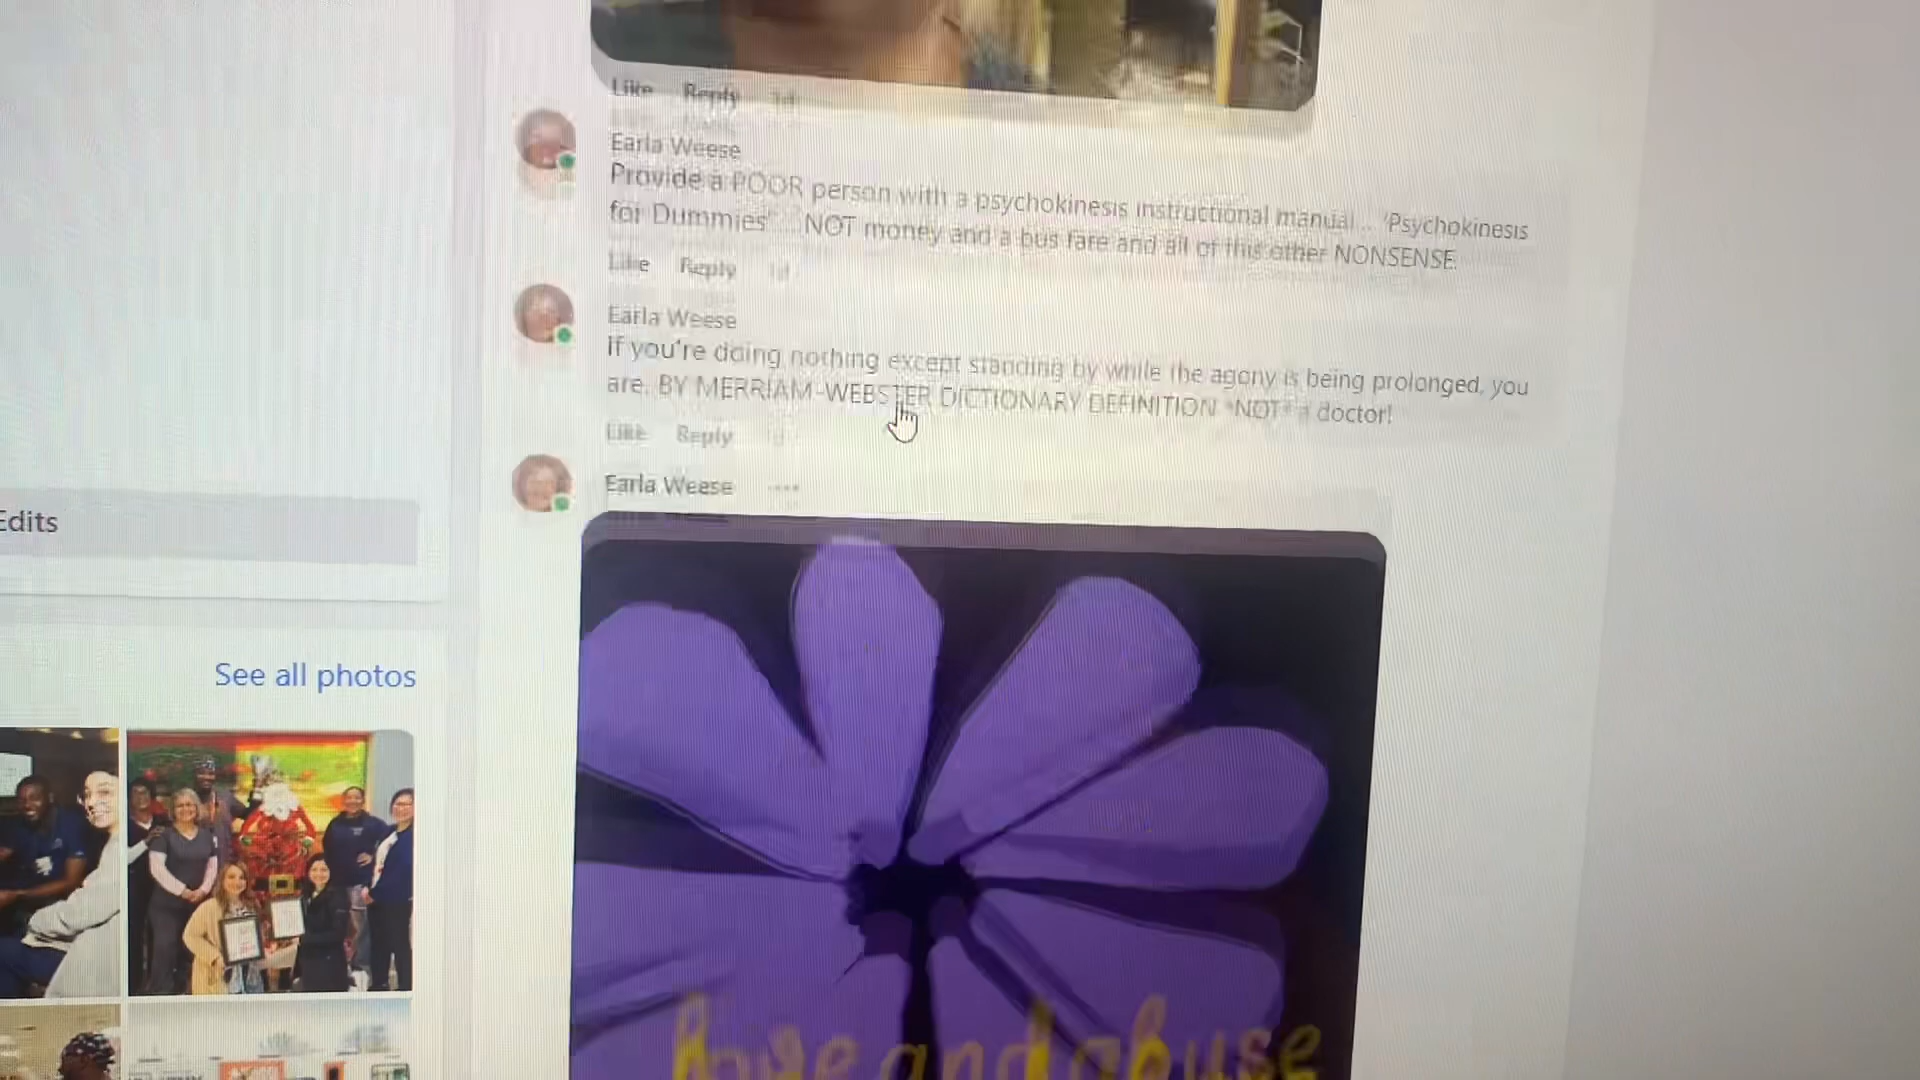 Like Reply 1d
Earla Weese
Provide a POOR person with a psychokinesis instructional manual... 'Psychokinesis
for Dummies'....NOT money and a bus fare and all of this other NONSENSE.
Like Reply 1d
Earla Weese
If you're doing nothing except standing by while the agony is being prolonged, you
are, BY MERRIAM-WEBSTER DICTIONARY DEFINITION *NOT* a doctor!
Like Reply 1d
Earla Weese
Edits
See all photos
and abuse